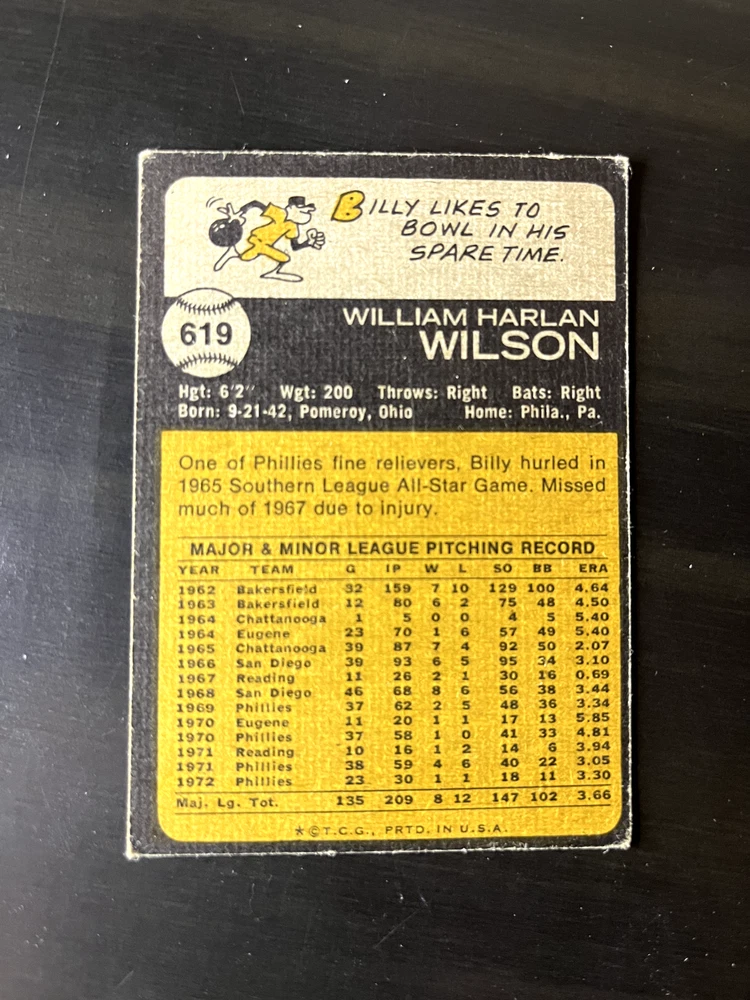 BILLY LIKES TO
BOWL IN HIS
SPARE TIME.
619
WILLIAM HARLAN
WILSON
Hgt: 6'2" Wgt: 200 Throws: Right Bats: Right
Born: 9-21-42, Pomeroy, Ohio Home: Phila., Pa.
One of Phillies fine relievers, Billy hurled in
1965 Southern League All-Star Game. Missed
much of 1967 due to injury.
MAJOR & MINOR LEAGUE PITCHING RECORD
YEAR TEAM G IP W L SO BB ERA
1962 Bakersfield 32 159 7 10 129 100 4.64
1963 Bakersfield 12 80 6 2 75 48 4.50
1964 Chattanooga 1 5 0 0 4 5 5.40
1964 Eugene 23 70 1 6 57 49 5.40
1965 Chattanooga 39 87 7 4 92 50 2.07
1966 San Diego 39 93 6 5 95 34 3.10
1967 Reading 11 26 2 1 30 16 0.69
1968 San Diego 46 68 8 6 56 38 3.44
1969 Phillies 37 62 2 5 48 36 3.34
1970 Eugene 11 20 1 1 17 13 5.85
1970 Phillies 37 58 1 0 41 33 4.81
1971 Reading 10 16 1 2 14 6 3.94
1971 Phillies 38 59 4 6 40 22 3.05
1972 Phillies 23 30 1 1 18 11 3.30
Maj. Lg. Tot. 135 209 8 12 147 102 3.66
*©T.C.G., PRTD. IN U.S.A.